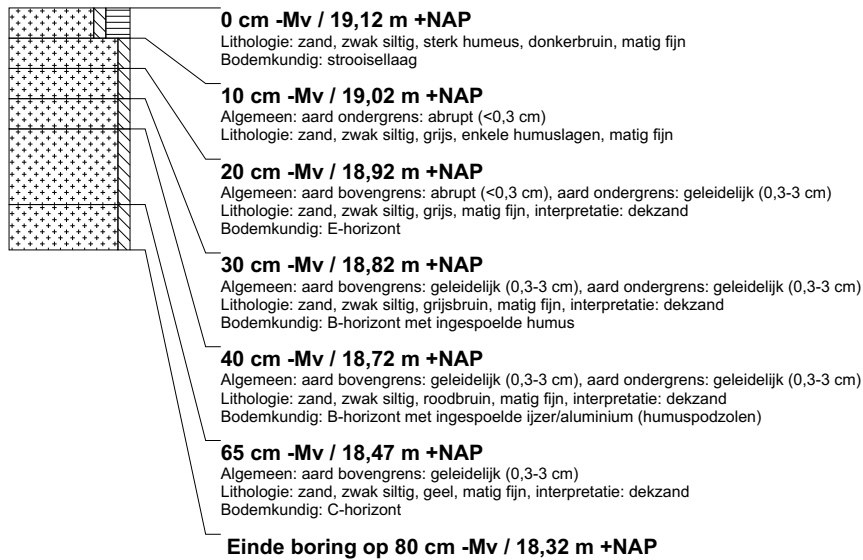 0 cm -Mv / 19,12 m +NAP
Lithologie: zand, zwak siltig, sterk humeus, donkerbruin, matig fijn
Bodemkundig: strooisellaag
10 cm -Mv / 19,02 m +NAP
Algemeen: aard ondergrens: abrupt (<0,3 cm)
Lithologie: zand, zwak siltig, grijs, enkele humuslagen, matig fijn
20 cm -Mv / 18,92 m +NAP
Algemeen: aard bovengrens: abrupt (<0,3 cm), aard ondergrens: geleidelijk (0,3-3 cm)
Lithologie: zand, zwak siltig, grijs, matig fijn, interpretatie: dekzand
Bodemkundig: E-horizont
30 cm -Mv / 18,82 m +NAP
Algemeen: aard bovengrens: geleidelijk (0,3-3 cm), aard ondergrens: geleidelijk (0,3-3 cm)
Lithologie: zand, zwak siltig, grijsbruin, matig fijn, interpretatie: dekzand
Bodemkundig: B-horizont met ingespoelde humus
40 cm -Mv / 18,72 m +NAP
Algemeen: aard bovengrens: geleidelijk (0,3-3 cm), aard ondergrens: geleidelijk (0,3-3 cm)
Lithologie: zand, zwak siltig, roodbruin, matig fijn, interpretatie: dekzand
Bodemkundig: B-horizont met ingespoelde ijzer/aluminium (humuspodzolen)
65 cm -Mv / 18,47 m +NAP
Algemeen: aard bovengrens: geleidelijk (0,3-3 cm)
Lithologie: zand, zwak siltig, geel, matig fijn, interpretatie: dekzand
Bodemkundig: C-horizont
Einde boring op 80 cm -Mv / 18,32 m +NAP